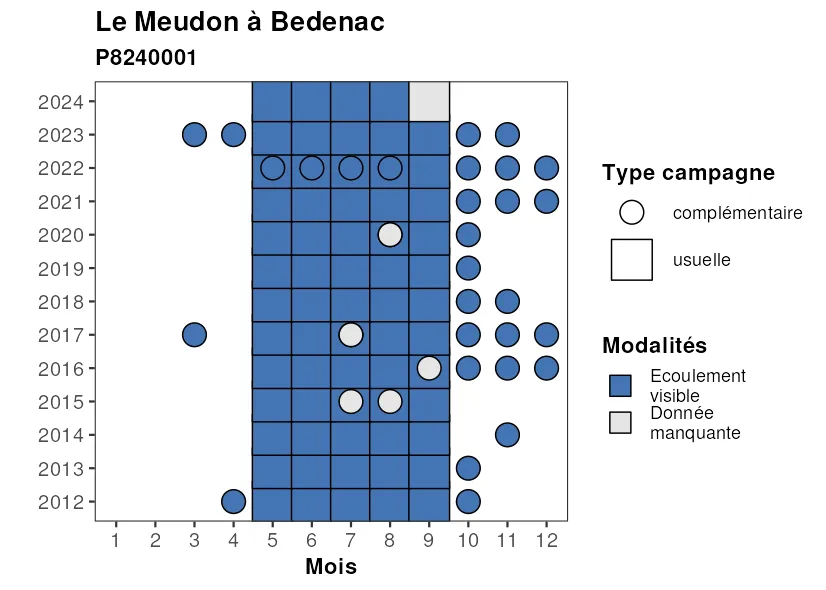 Le Meudon à Bedenac
P8240001
2024
2023
2022
2021
2020
2019
2018
2017
2016
2015
2014
2013
2012
1 2 3 4 5 6 7 8 9 10 11 12
Mois
Type campagne
complémentaire
usuelle
Modalités
Ecoulement
visible
Donnée
manquante